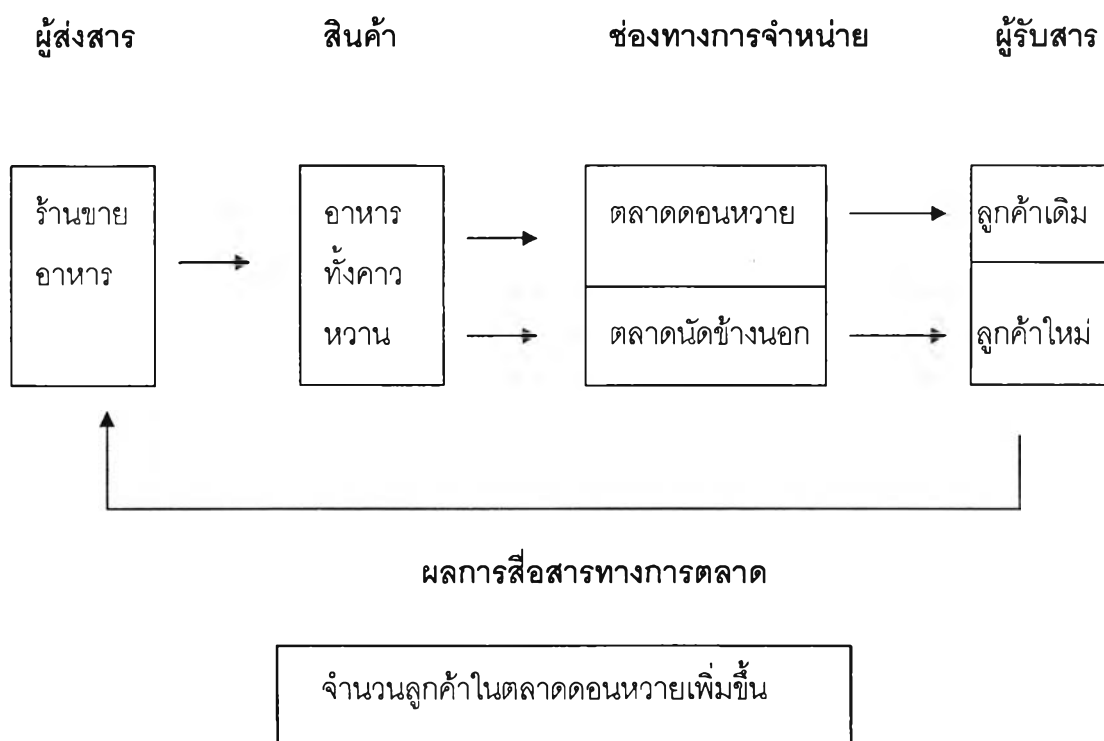 ผู้ส่งสาร สินค้า ช่องทางการจำหน่าย ผู้รับสาร
ร้านขาย
อาหาร
อาหาร
ทั้งคาว
หวาน
ตลาดดอนหวาย
ตลาดนัดข้างนอก
ลูกค้าเดิม
ลูกค้าใหม่
ผลการสื่อสารทางการตลาด
จำนวนลูกค้าในตลาดดอนหวายเพิ่มขึ้น